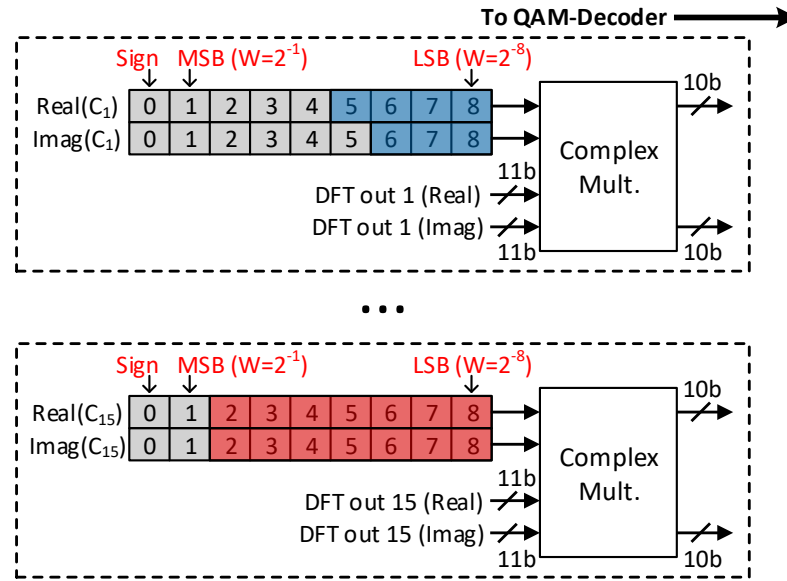 To QAM-Decoder
Sign MSB (W=2⁻¹) LSB (W=2⁻⁸)
Real(C₁) 0 1 2 3 4 5 6 7 8 10b
Imag(C₁) 0 1 2 3 4 5 6 7 8
Complex
Mult.
11b
DFT out 1 (Real)
DFT out 1 (Imag)
11b 10b
...
Sign MSB (W=2⁻¹) LSB (W=2⁻⁸)
Real(C₁₅) 0 1 2 3 4 5 6 7 8 10b
Imag(C₁₅) 0 1 2 3 4 5 6 7 8
Complex
Mult.
11b
DFT out 15 (Real)
DFT out 15 (Imag)
11b 10b